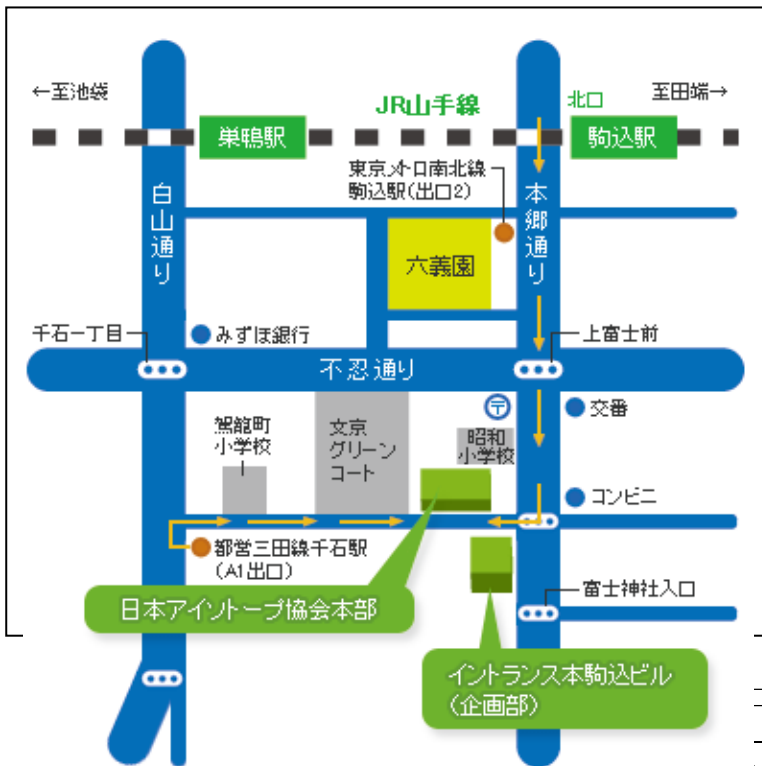 ←至池袋
JR山手線
北口
至田端→
巣鴨駅
駒込駅
東京メトロ南北線
駒込駅(出口2)
白山通り
本郷通り
六義園
千石一丁目
みずほ銀行
上富士前
不忍通り
〒
交番
駕籠町
小学校
文京
グリーン
コート
昭和
小学校
コンビニ
都営三田線千石駅
(A1出口)
日本アイソトープ協会本部
富士神社入口
イントランス本駒込ビル
(企画部)